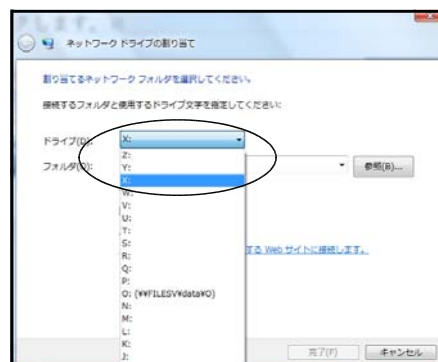 ネットワーク ドライブの割り当て
割り当てるネットワーク フォルダを選択してください。
接続するフォルダと使用するドライブ文字を指定してください:
ドライブ(D): X:
Z:
フォルダ(O): Y: 参照(B)...
X:
W:
V:
U:
T:
S:
する Web サイトに接続します。
R:
Q:
P:
O: (¥¥FILESV¥data¥O)
N:
M:
L:
K:
完了(F) キャンセル
J: